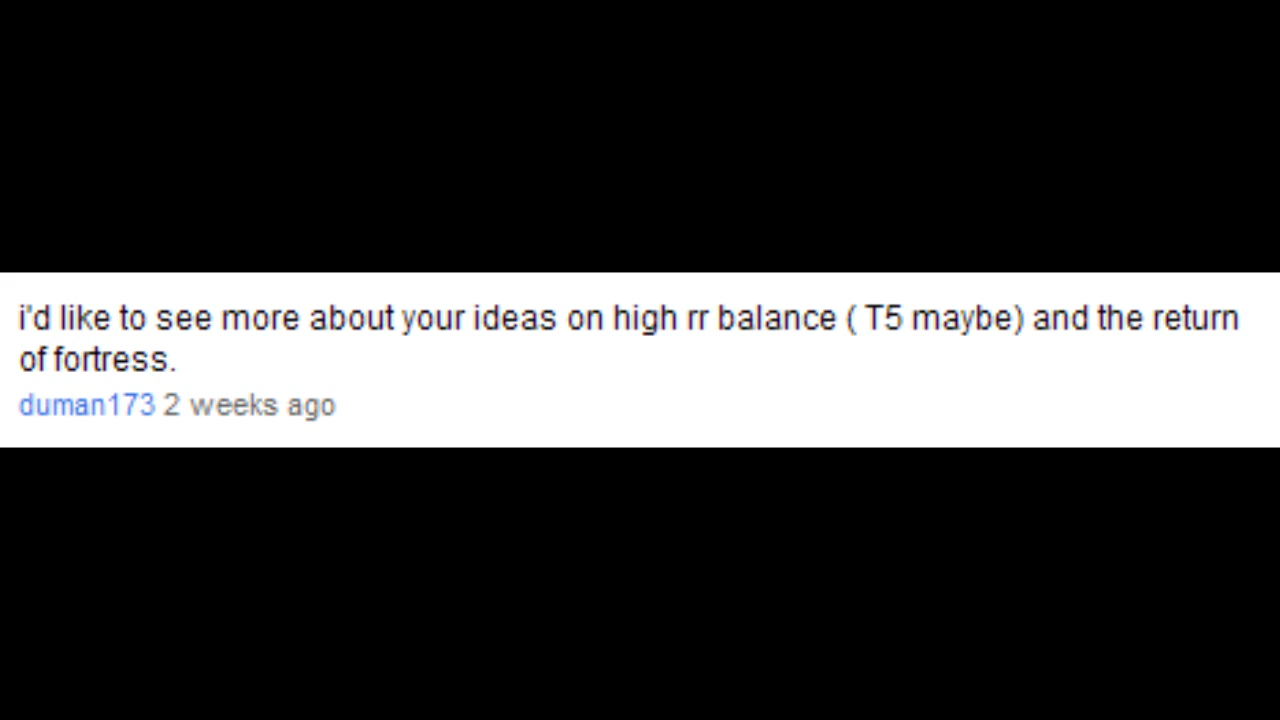 i'd like to see more about your ideas on high rr balance ( T5 maybe) and the return
of fortress.
duman173 2 weeks ago